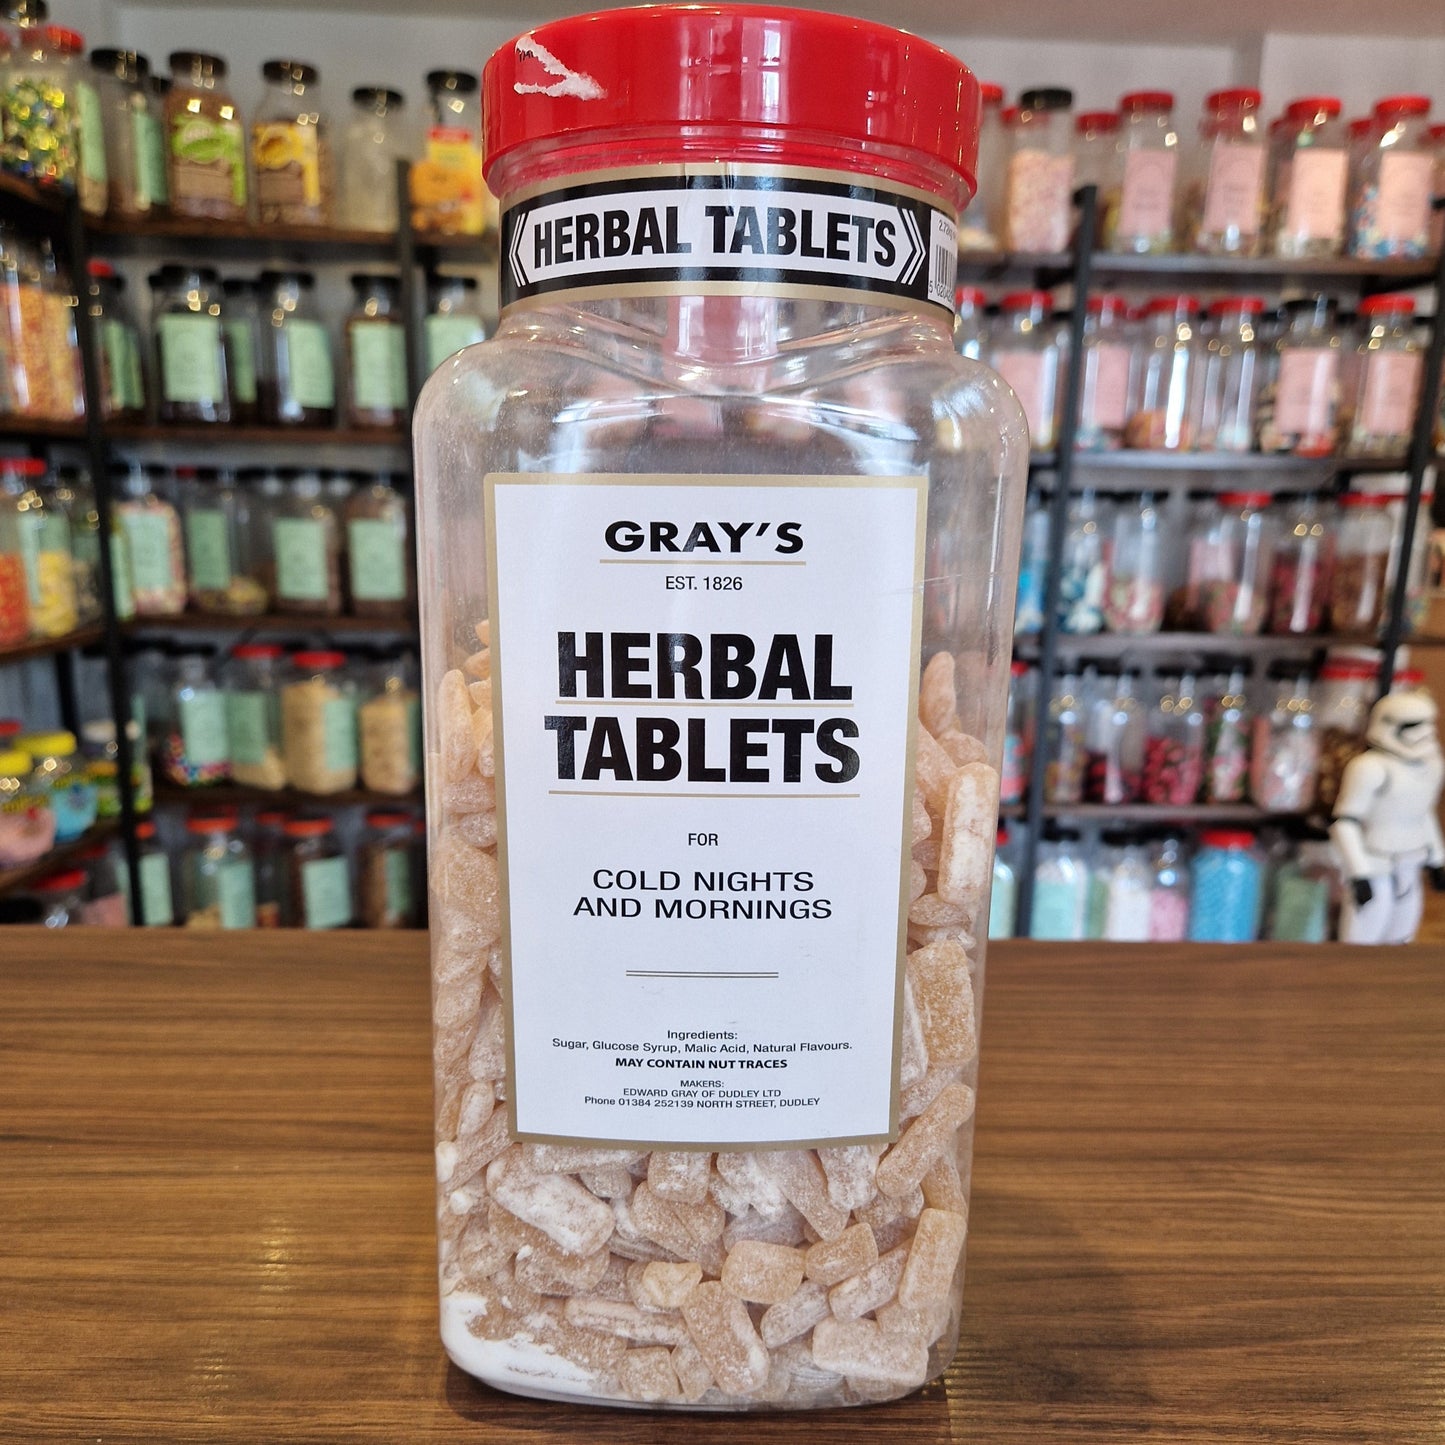 HERBAL TABLETS
GRAY'S
EST. 1826
HERBAL
TABLETS
FOR
COLD NIGHTS
AND MORNINGS
Ingredients:
Sugar, Glucose Syrup, Malic Acid, Natural Flavours.
MAY CONTAIN NUT TRACES
MAKERS:
EDWARD GRAY OF DUDLEY LTD
Phone 01384 252139 NORTH STREET, DUDLEY